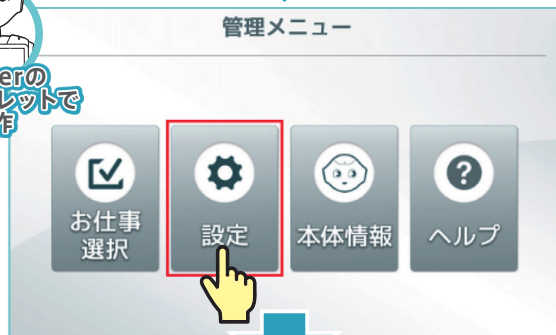 管理メニュー
erの
レットで
作
お仕事
選択
設定
本体情報
ヘルプ